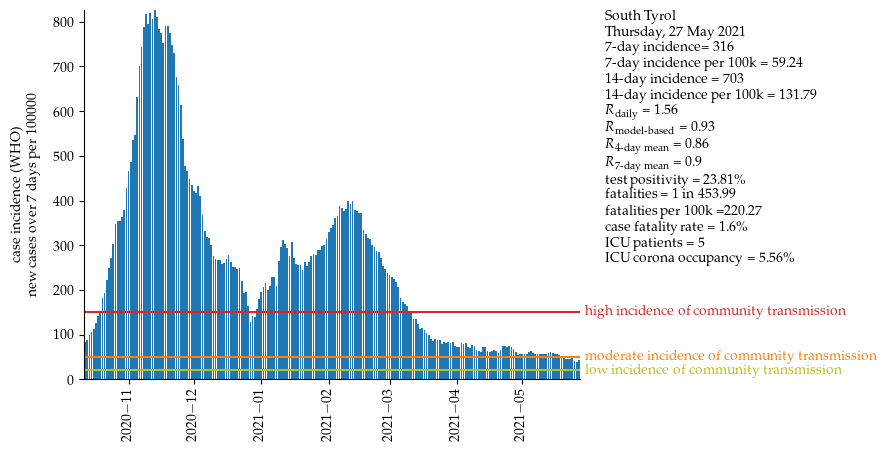 South Tyrol
Thursday, 27 May 2021
7-day incidence= 316
7-day incidence per 100k = 59.24
14-day incidence = 703
14-day incidence per 100k = 131.79
R daily = 1.56
R model-based = 0.93
R 4-day mean = 0.86
R 7-day mean = 0.9
test positivity = 23.81%
fatalities = 1 in 453.99
fatalities per 100k =220.27
case fatality rate = 1.6%
ICU patients = 5
ICU corona occupancy = 5.56%
case incidence (WHO)
new cases over 7 days per 100000
800
700
600
500
400
300
200
100
0
high incidence of community transmission
moderate incidence of community transmission
low incidence of community transmission
2020−11
2020−12
2021−01
2021−02
2021−03
2021−04
2021−05